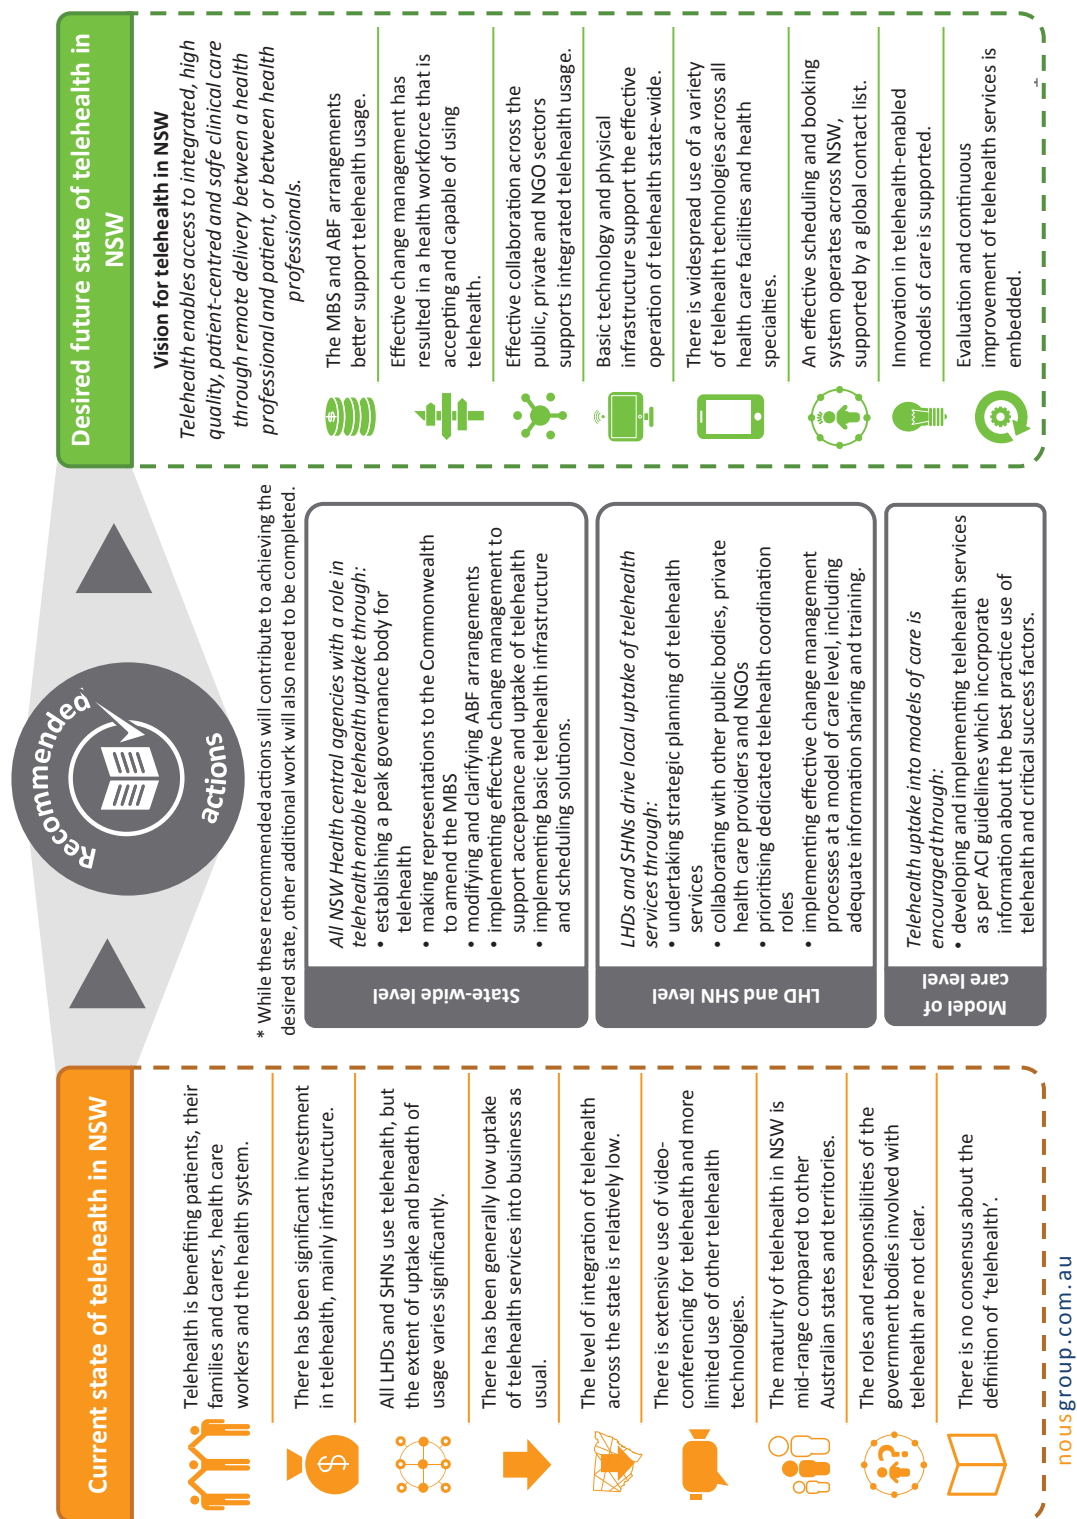 Current state of telehealth in NSW
Telehealth is benefiting patients, their
families and carers, health care
workers and the health system.
There has been significant investment
in telehealth, mainly infrastructure.
All LHDs and SHNs use telehealth, but
the extent of uptake and breadth of
usage varies significantly.
There has been generally low uptake
of telehealth services into business as
usual.
The level of integration of telehealth
across the state is relatively low.
There is extensive use of video-
conferencing for telehealth and more
limited use of other telehealth
technologies.
The maturity of telehealth in NSW is
mid-range compared to other
Australian states and territories.
The roles and responsibilities of the
government bodies involved with
telehealth are not clear.
There is no consensus about the
definition of ‘telehealth’.
Recommended
actions
* While these recommended actions will contribute to achieving the
desired state, other additional work will also need to be completed.
State-wide level
All NSW Health central agencies with a role in
telehealth enable telehealth uptake through:
• establishing a peak governance body for
telehealth
• making representations to the Commonwealth
to amend the MBS
• modifying and clarifying ABF arrangements
• implementing effective change management to
support acceptance and uptake of telehealth
• implementing basic telehealth infrastructure
and scheduling solutions.
LHD and SHN level
LHDs and SHNs drive local uptake of telehealth
services through:
• undertaking strategic planning of telehealth
services
• collaborating with other public bodies, private
health care providers and NGOs
• prioritising dedicated telehealth coordination
roles
• implementing effective change management
processes at a model of care level, including
adequate information sharing and training.
Model of
care level
Telehealth uptake into models of care is
encouraged through:
• developing and implementing telehealth services
as per ACI guidelines which incorporate
information about the best practice use of
telehealth and critical success factors.
Desired future state of telehealth in
NSW
Vision for telehealth in NSW
Telehealth enables access to integrated, high
quality, patient-centred and safe clinical care
through remote delivery between a health
professional and patient, or between health
professionals.
$
The MBS and ABF arrangements
better support telehealth usage.
Effective change management has
resulted in a health workforce that is
accepting and capable of using
telehealth.
Effective collaboration across the
public, private and NGO sectors
supports integrated telehealth usage.
Basic technology and physical
infrastructure support the effective
operation of telehealth state-wide.
There is widespread use of a variety
of telehealth technologies across all
health care facilities and health
specialties.
An effective scheduling and booking
system operates across NSW,
supported by a global contact list.
Innovation in telehealth-enabled
models of care is supported.
Evaluation and continuous
improvement of telehealth services is
embedded.
$
?
nousgroup.com.au